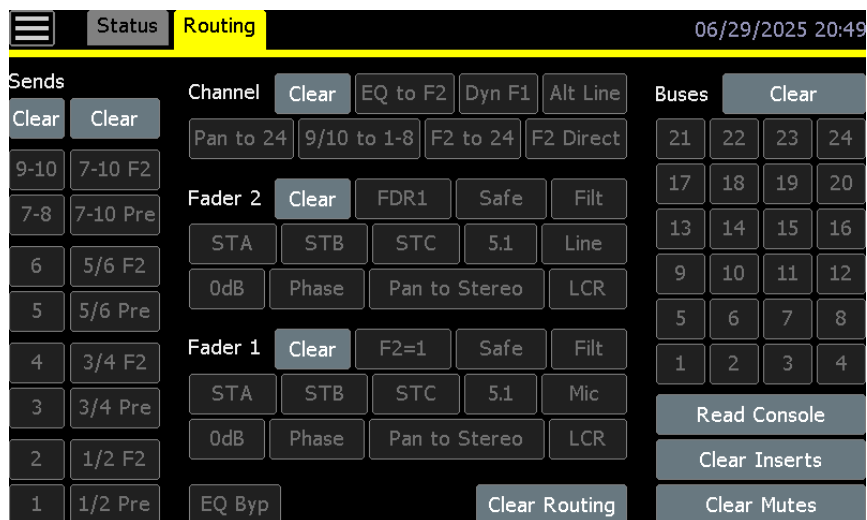 Status Routing 06/29/2025 20:49
Sends
Clear Clear
9-10 7-10 F2
7-8 7-10 Pre
6 5/6 F2
5 5/6 Pre
4 3/4 F2
3 3/4 Pre
2 1/2 F2
1 1/2 Pre
Channel Clear EQ to F2 Dyn F1 Alt Line
Pan to 24 9/10 to 1-8 F2 to 24 F2 Direct
Fader 2 Clear FDR1 Safe Filt
STA STB STC 5.1 Line
0dB Phase Pan to Stereo LCR
Fader 1 Clear F2=1 Safe Filt
STA STB STC 5.1 Mic
0dB Phase Pan to Stereo LCR
EQ Byp Clear Routing
Buses Clear
21 22 23 24
17 18 19 20
13 14 15 16
9 10 11 12
5 6 7 8
1 2 3 4
Read Console
Clear Inserts
Clear Mutes